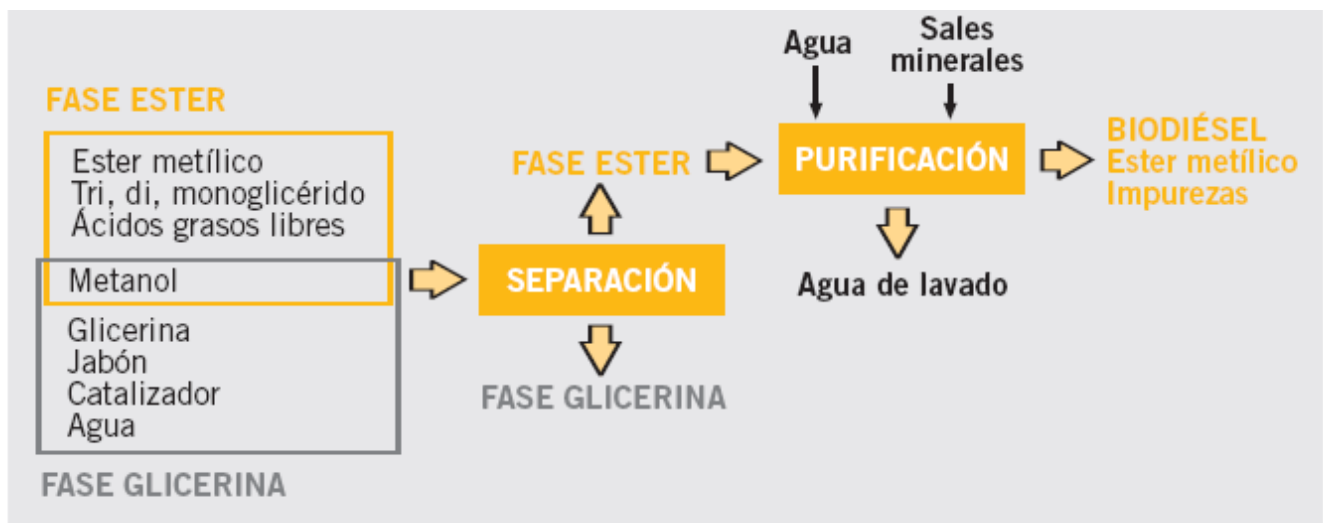 FASE ESTER
Ester metílico
Tri, di, monoglicérido
Ácidos grasos libres
Metanol
Glicerina
Jabón
Catalizador
Agua
FASE GLICERINA
SEPARACIÓN
FASE ESTER
FASE GLICERINA
Agua
Sales
minerales
PURIFICACIÓN
Agua de lavado
BIODIÉSEL
Ester metílico
Impurezas